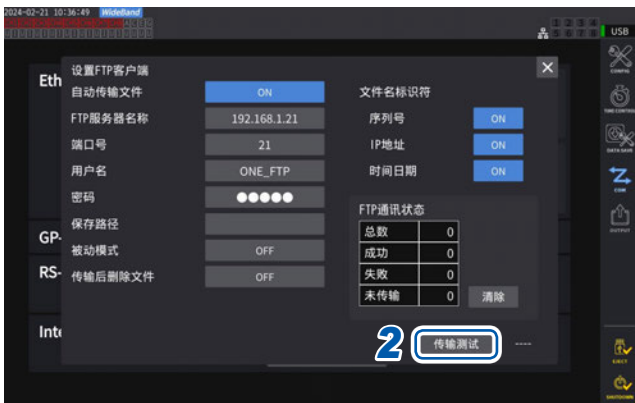 2024-02-21 10:36:49 WideBand
USB
设置FTP客户端
Eth
自动传输文件 ON 文件名标识符
FTP服务器名称 192.168.1.21 序列号 ON
端口号 21 IP地址 ON
用户名 ONE_FTP 时间日期 ON
密码 ●●●●●
FTP通讯状态
保存路径
总数 0
GP-
被动模式 OFF 成功 0
RS- 传输后删除文件 OFF 失败 0
未传输 0 清除
Inte
2 传输测试 ----
CONFIG
TIME CONTROL
DATA SAVE
COM
OUTPUT
EJECT
SHUTDOWN